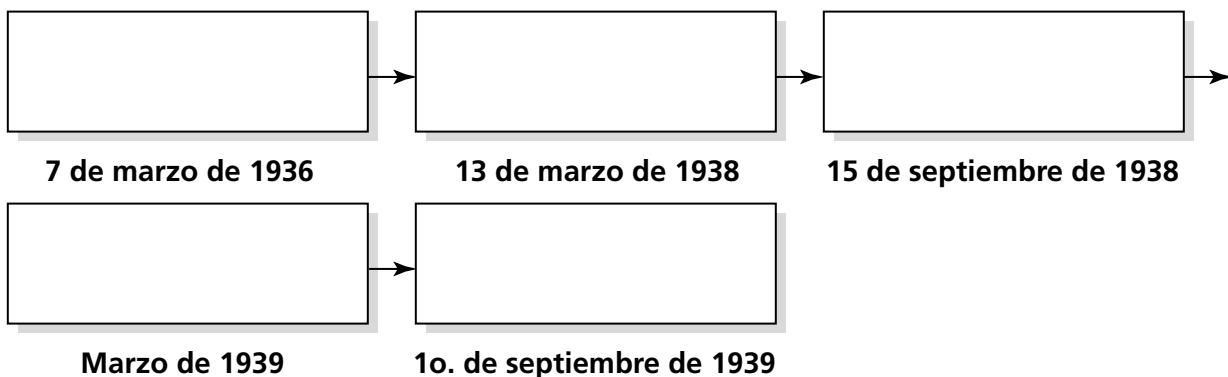 7 de marzo de 1936
13 de marzo de 1938
15 de septiembre de 1938
Marzo de 1939
1o. de septiembre de 1939